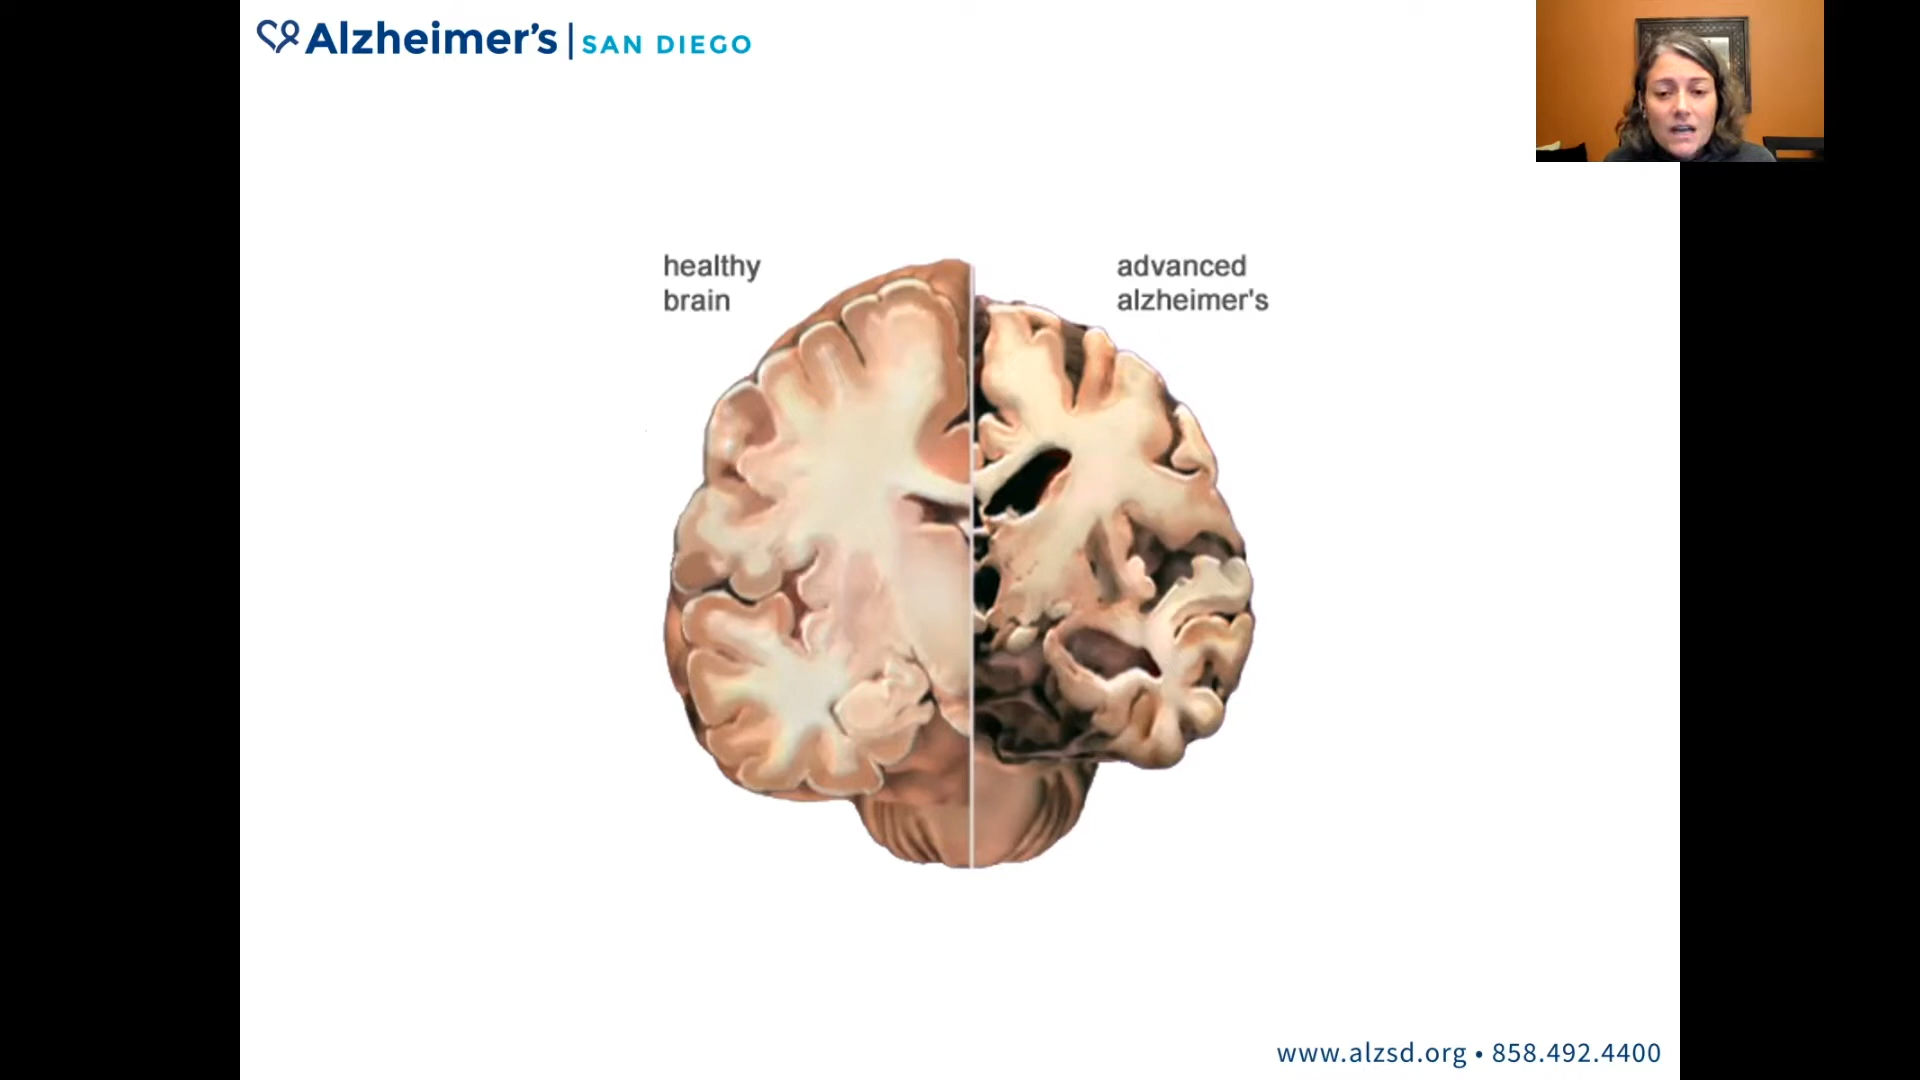 Alzheimer's | SAN DIEGO
healthy
brain
advanced
alzheimer's
www.alzsd.org • 858.492.4400